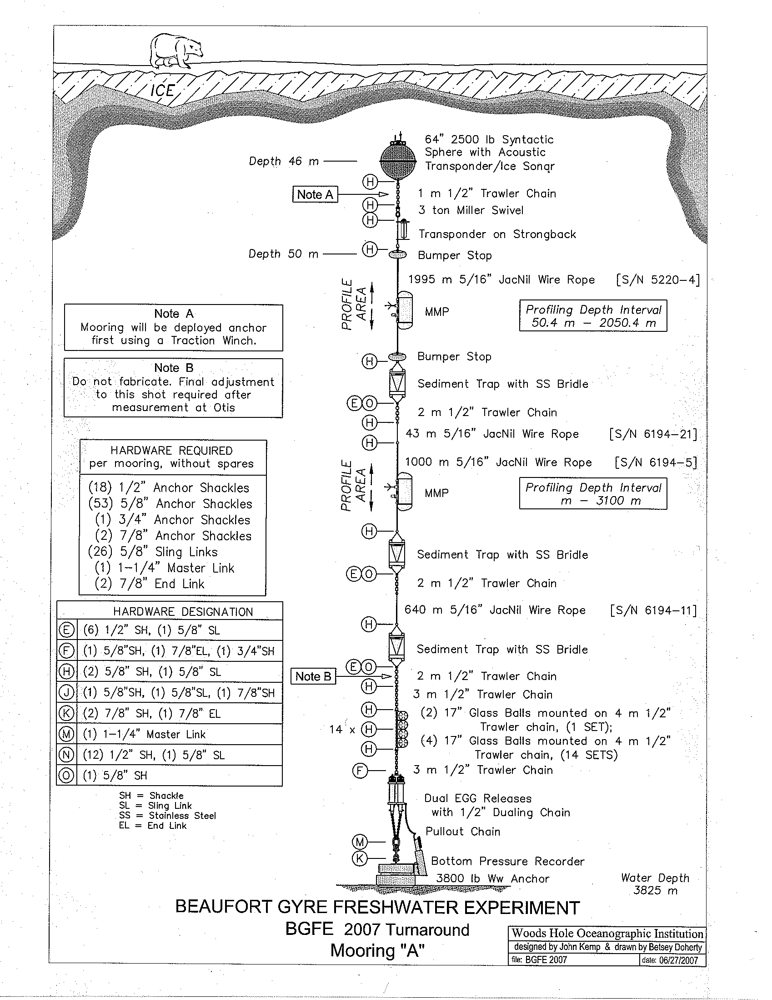 ICE
64" 2500 lb Syntactic
Sphere with Acoustic
Transponder/Ice Sonar
Depth 46 m
H
Note A
1 m 1/2" Trawler Chain
H
3 ton Miller Swivel
H
Transponder on Strongback
Depth 50 m
H
Bumper Stop
1995 m 5/16" JacNil Wire Rope [S/N 5220-4]
PROFILE
AREA
MMP
Profiling Depth Interval
50.4 m - 2050.4 m
Note A
Mooring will be deployed anchor
first using a Traction Winch.
H
Bumper Stop
Note B
Do not fabricate. Final adjustment
to this shot required after
measurement at Otis
Sediment Trap with SS Bridle
E O
2 m 1/2" Trawler Chain
H
43 m 5/16" JacNil Wire Rope [S/N 6194-21]
H
1000 m 5/16" JacNil Wire Rope [S/N 6194-5]
PROFILE
AREA
MMP
Profiling Depth Interval
m - 3100 m
HARDWARE REQUIRED
per mooring, without spares
(18) 1/2" Anchor Shackles
(53) 5/8" Anchor Shackles
(1) 3/4" Anchor Shackles
(2) 7/8" Anchor Shackles
(26) 5/8" Sling Links
(1) 1-1/4" Master Link
(2) 7/8" End Link
H
Sediment Trap with SS Bridle
E O
2 m 1/2" Trawler Chain
640 m 5/16" JacNil Wire Rope [S/N 6194-11]
H
Sediment Trap with SS Bridle
E O
Note B
2 m 1/2" Trawler Chain
H
3 m 1/2" Trawler Chain
H
(2) 17" Glass Balls mounted on 4 m 1/2"
Trawler chain, (1 SET);
14 x H
(4) 17" Glass Balls mounted on 4 m 1/2"
Trawler chain, (14 SETS)
H
F
3 m 1/2" Trawler Chain
HARDWARE DESIGNATION
E (6) 1/2" SH, (1) 5/8" SL
F (1) 5/8"SH, (1) 7/8"EL, (1) 3/4"SH
H (2) 5/8" SH, (1) 5/8" SL
J (1) 5/8"SH, (1) 5/8"SL, (1) 7/8"SH
K (2) 7/8" SH, (1) 7/8" EL
M (1) 1-1/4" Master Link
N (12) 1/2" SH, (1) 5/8" SL
O (1) 5/8" SH
SH = Shackle
SL = Sling Link
SS = Stainless Steel
EL = End Link
Dual EGG Releases
with 1/2" Dualing Chain
Pullout Chain
M
K
Bottom Pressure Recorder
3800 lb Ww Anchor
Water Depth
3825 m
BEAUFORT GYRE FRESHWATER EXPERIMENT
BGFE 2007 Turnaround
Mooring "A"
Woods Hole Oceanographic Institution
designed by John Kemp & drawn by Betsey Doherty
file: BGFE 2007
date: 06/27/2007